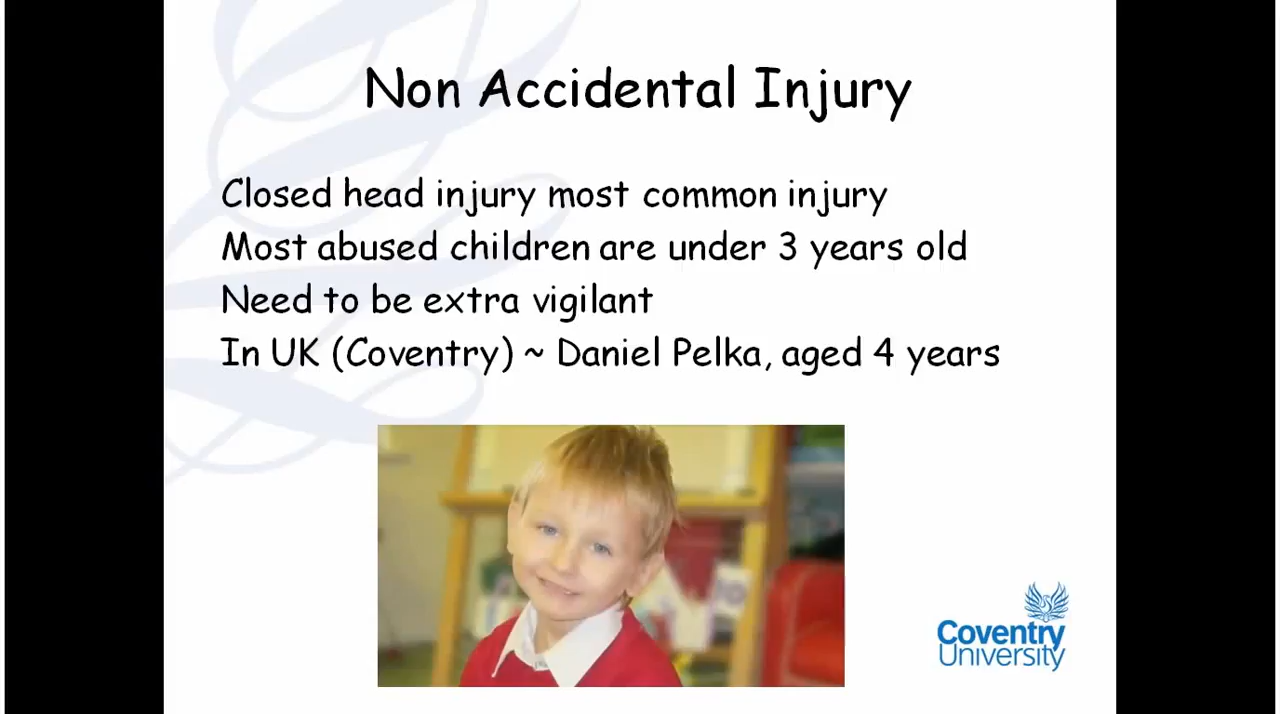 Non Accidental Injury
Closed head injury most common injury
Most abused children are under 3 years old
Need to be extra vigilant
In UK (Coventry) ~ Daniel Pelka, aged 4 years
Coventry
University